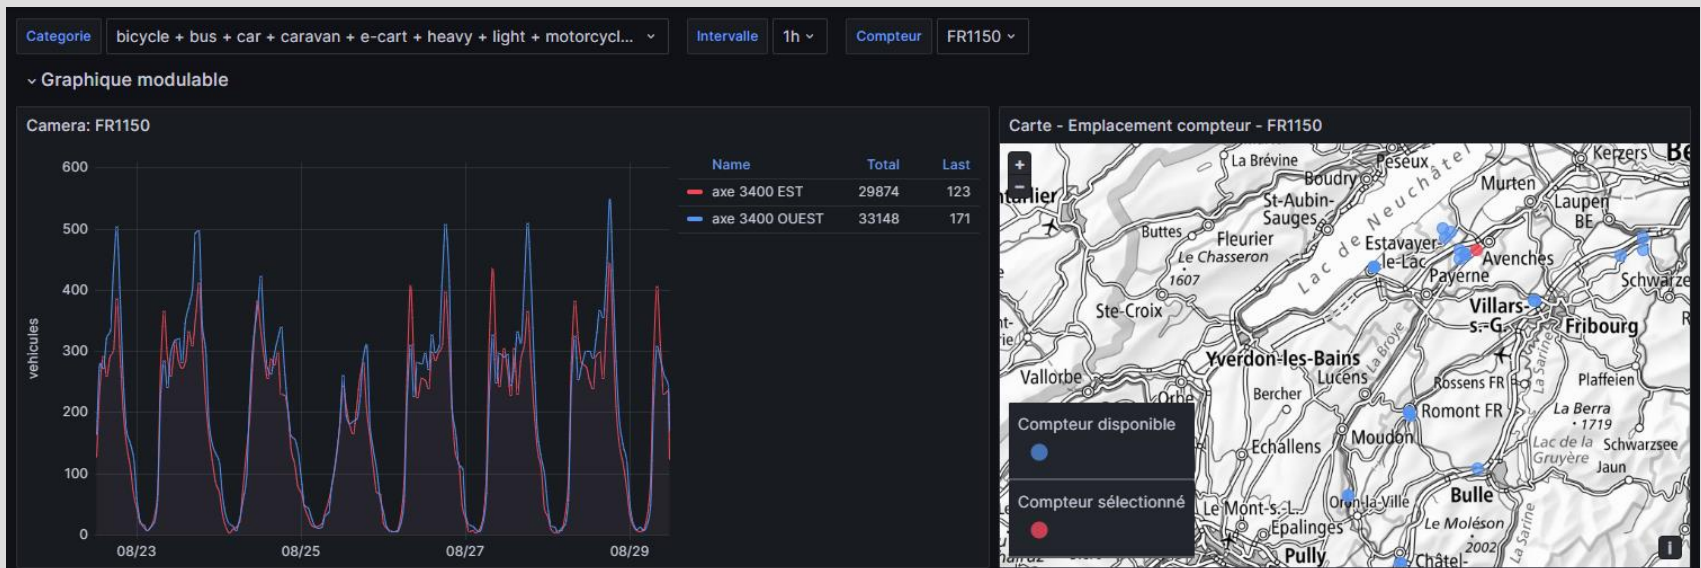 Categorie bicycle + bus + car + caravan + e-cart + heavy + light + motorcycl... Intervalle 1h Compteur FR1150
Graphique modulable
Camera: FR1150
600
500
400
300
200
100
0
vehicules
08/23 08/25 08/27 08/29
Name Total Last
axe 3400 EST 29874 123
axe 3400 OUEST 33148 171
Carte - Emplacement compteur - FR1150
+
−
La Brévine
Peseux
Kerzers
Boudry
Murten
St-Aubin-
Sauges
Laupen
BE
Buttes
Fleurier
Lac de Neuchâtel
Estavayer-
le-Lac
Le Chasseron
1607
Avenches
Payerne
Ste-Croix
Villars-
s.-G.
Fribourg
La Broye
La Sarine
Yverdon-les-Bains
Vallorbe
Lucens
Rossens FR
Plaffeien
Orbe
Bercher
Romont FR
La Berra
1719
Echallens
Moudon
Lac de la
Gruyère
Schwarzsee
Jaun
Compteur disponible
Compteur sélectionné
Oron-la-Ville
Bulle
Le Mont-s.-L.
Epalinges
Le Moléson
2002
La Sarine
Pully
Châtel-
i